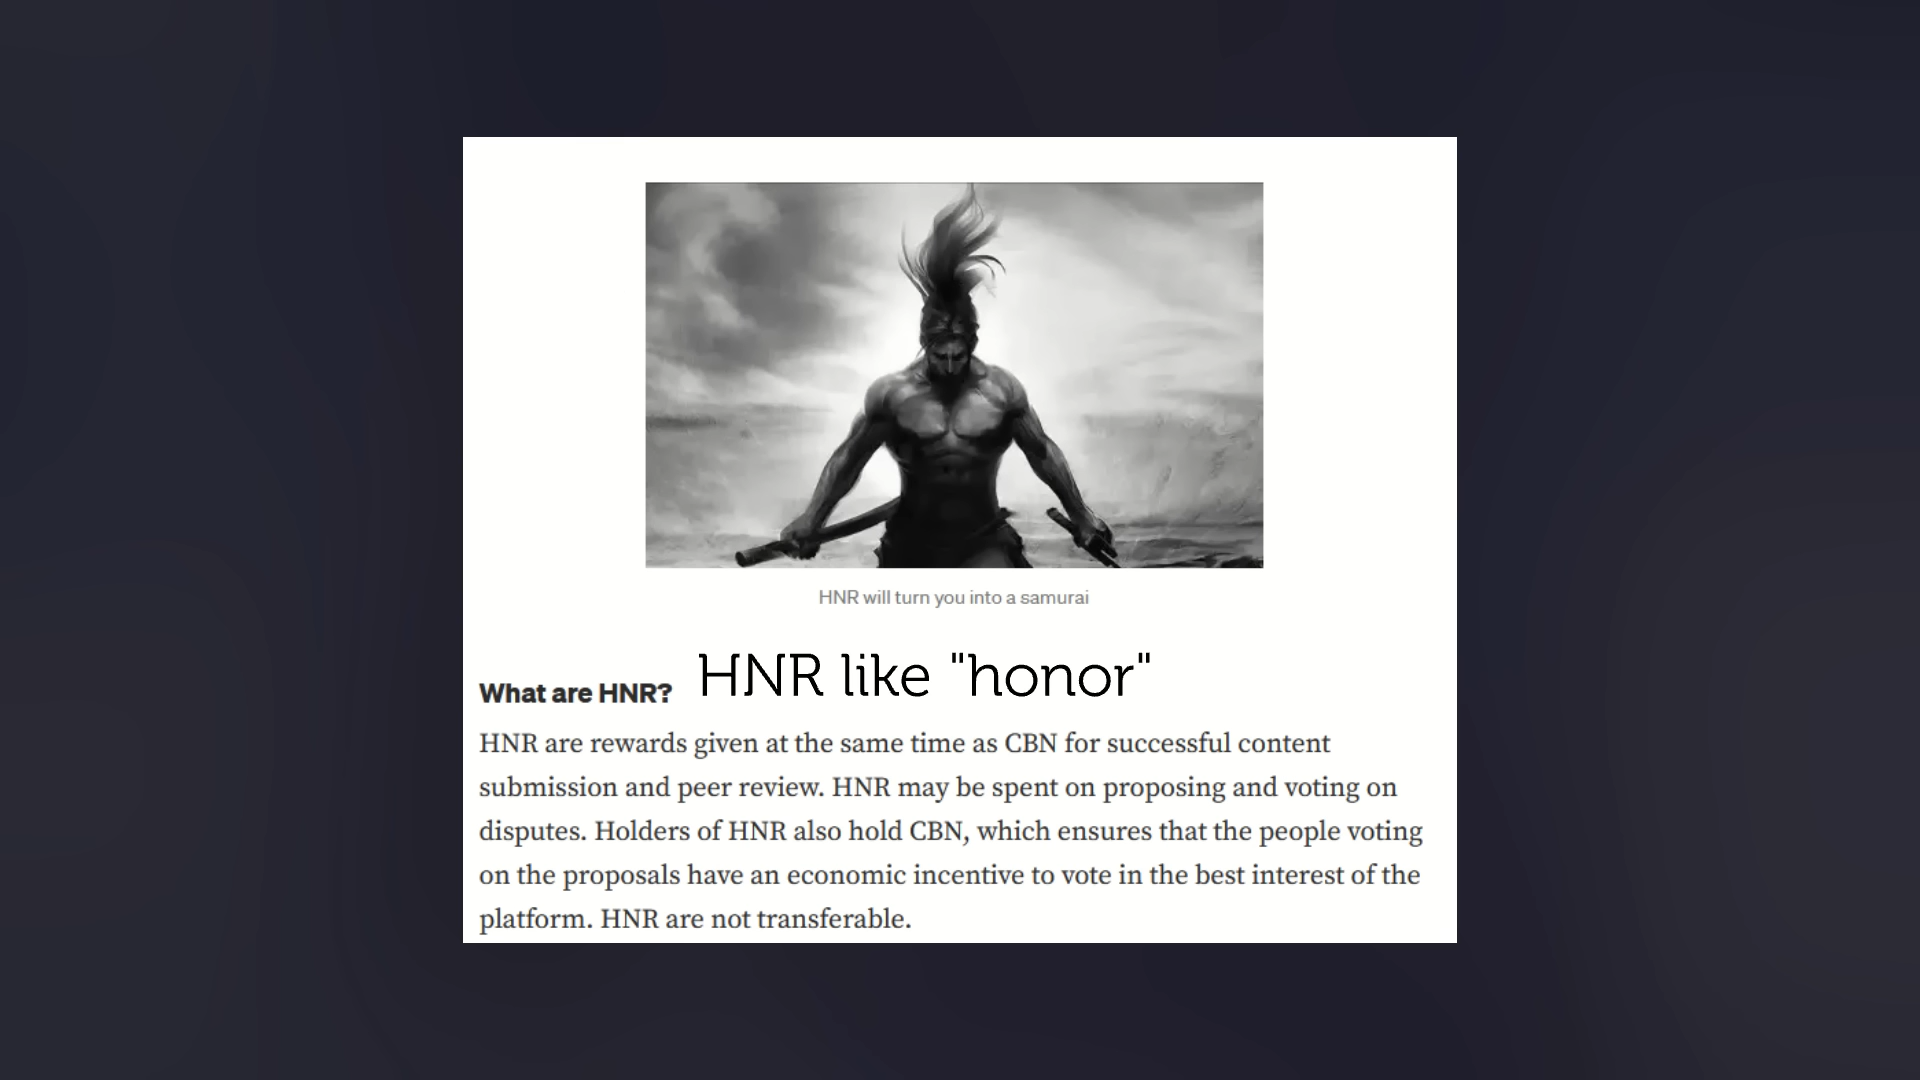 HNR will turn you into a samurai
What are HNR? HNR like "honor"
HNR are rewards given at the same time as CBN for successful content
submission and peer review. HNR may be spent on proposing and voting on
disputes. Holders of HNR also hold CBN, which ensures that the people voting
on the proposals have an economic incentive to vote in the best interest of the
platform. HNR are not transferable.